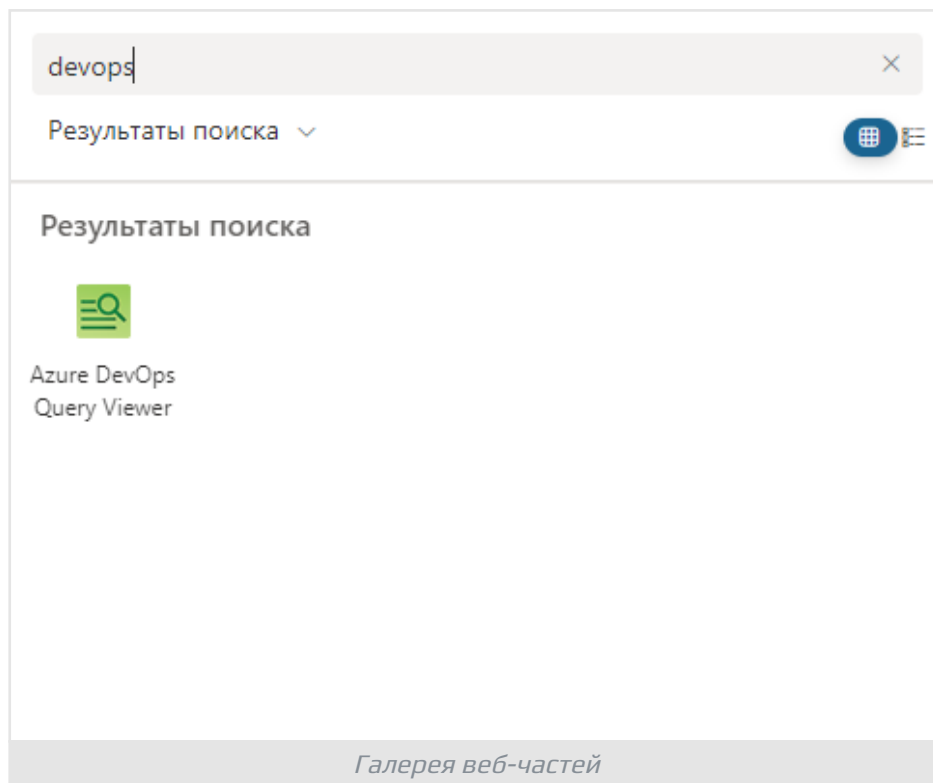 devops
Результаты поиска
Результаты поиска
Azure DevOps
Query Viewer
Галерея веб-частей